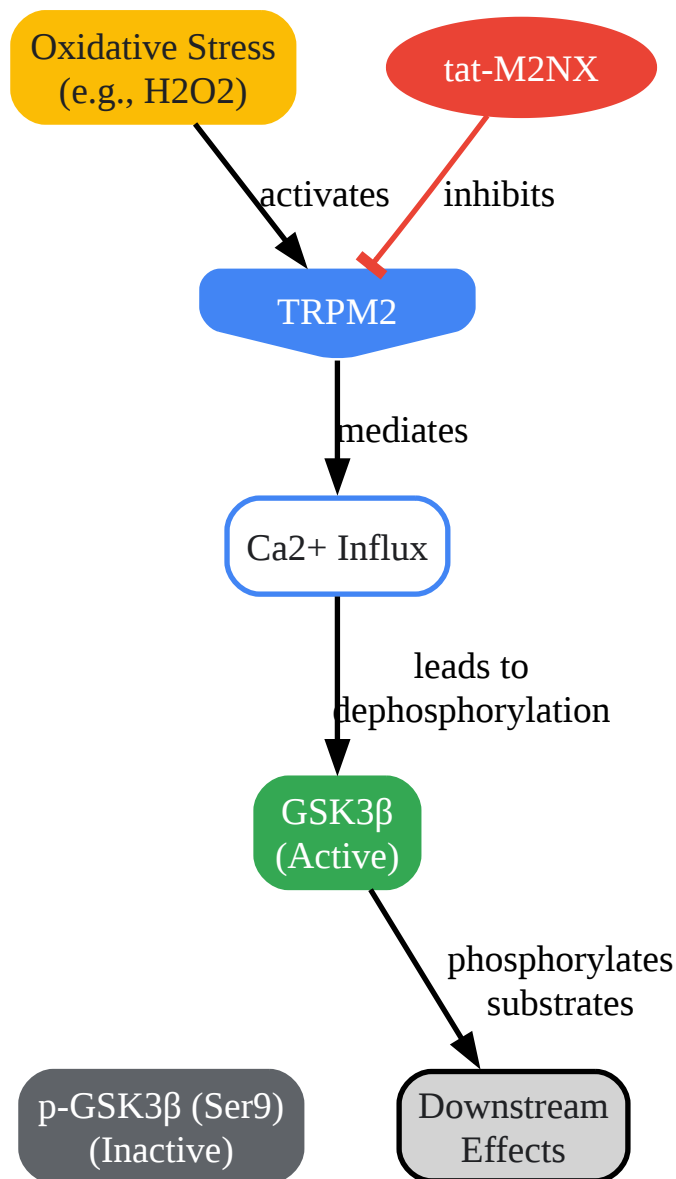 Oxidative Stress
(e.g., H2O2)
tat-M2NX
activates
inhibits
TRPM2
mediates
Ca2+ Influx
leads to
dephosphorylation
GSK3β
(Active)
phosphorylates
substrates
p-GSK3β (Ser9)
(Inactive)
Downstream
Effects